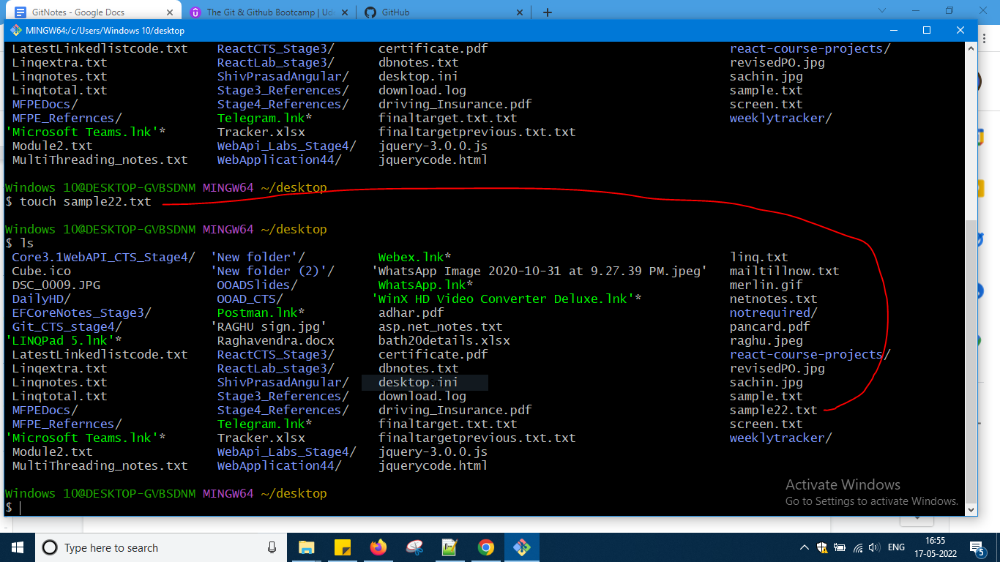 GitNotes - Google Docs The Git & Github Bootcamp | Ud GitHub
MINGW64:/c/Users/Windows 10/desktop
LatestLinkedlistcode.txt ReactCTS_Stage3/ certificate.pdf react-course-projects/
Linqextra.txt ReactLab_stage3/ dbnotes.txt revisedPO.jpg
Linqnotes.txt ShivPrasadAngular/ desktop.ini sachin.jpg
Linqtotal.txt Stage3_References/ download.log sample.txt
MFPEDocs/ Stage4_References/ driving_Insurance.pdf screen.txt
MFPE_Refernces/ Telegram.lnk* finaltarget.txt.txt weeklytracker/
'Microsoft Teams.lnk'* Tracker.xlsx finaltargetprevious.txt.txt
Module2.txt WebApi_Labs_Stage4/ jquery-3.0.0.js
MultiThreading_notes.txt WebApplication44/ jquerycode.html
Windows 10@DESKTOP-GVBSDNM MINGW64 ~/desktop
$ touch sample22.txt
Windows 10@DESKTOP-GVBSDNM MINGW64 ~/desktop
$ ls
Core3.1WebAPI_CTS_Stage4/ 'New folder'/ Webex.lnk* linq.txt
Cube.ico 'New folder (2)'/ 'WhatsApp Image 2020-10-31 at 9.27.39 PM.jpeg' mailtillnow.txt
DSC_0009.JPG OOADSlides/ WhatsApp.lnk* merlin.gif
DailyHD/ OOAD_CTS/ 'WinX HD Video Converter Deluxe.lnk'* netnotes.txt
EFCoreNotes_Stage3/ Postman.lnk* adhar.pdf notrequired/
Git_CTS_stage4/ 'RAGHU sign.jpg' asp.net_notes.txt pancard.pdf
'LINQPad 5.lnk'* Raghavendra.docx bath20details.xlsx raghu.jpeg
LatestLinkedlistcode.txt ReactCTS_Stage3/ certificate.pdf react-course-projects/
Linqextra.txt ReactLab_stage3/ dbnotes.txt revisedPO.jpg
Linqnotes.txt ShivPrasadAngular/ desktop.ini sachin.jpg
Linqtotal.txt Stage3_References/ download.log sample.txt
MFPEDocs/ Stage4_References/ driving_Insurance.pdf sample22.txt
MFPE_Refernces/ Telegram.lnk* finaltarget.txt.txt screen.txt
'Microsoft Teams.lnk'* Tracker.xlsx finaltargetprevious.txt.txt weeklytracker/
Module2.txt WebApi_Labs_Stage4/ jquery-3.0.0.js
MultiThreading_notes.txt WebApplication44/ jquerycode.html
Windows 10@DESKTOP-GVBSDNM MINGW64 ~/desktop
$
Activate Windows
Go to Settings to activate Windows.
Type here to search ENG 16:55
17-05-2022 5